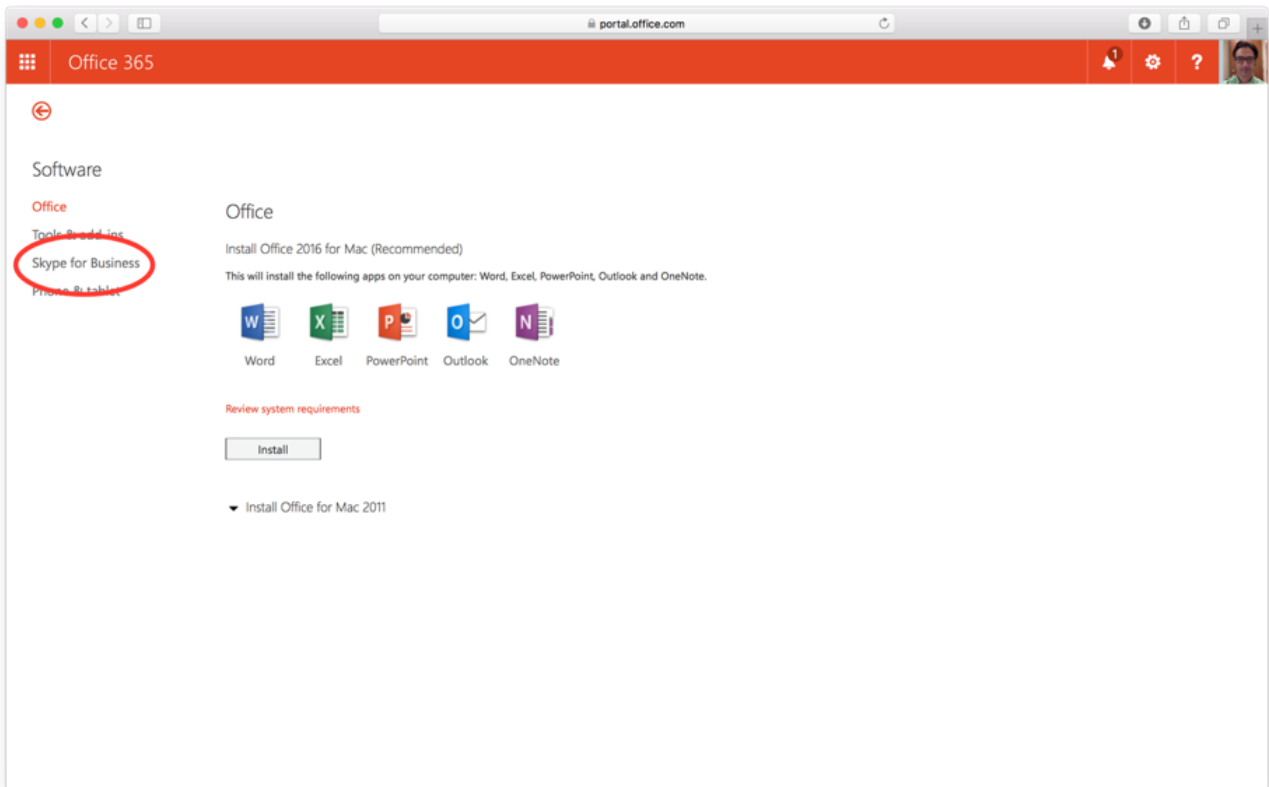 portal.office.com
Office 365
1
?
Software
Office
Tools & add-ins
Skype for Business
Phone & tablet
Office
Install Office 2016 for Mac (Recommended)
This will install the following apps on your computer: Word, Excel, PowerPoint, Outlook and OneNote.
W X P O N
Word Excel PowerPoint Outlook OneNote
Review system requirements
Install
Install Office for Mac 2011